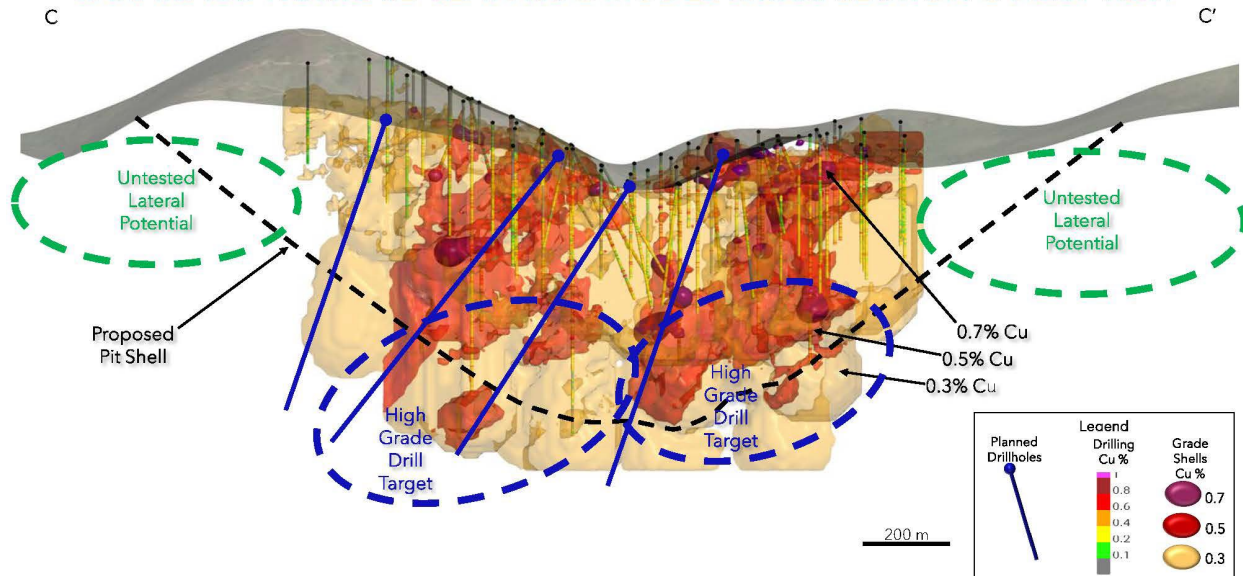 C
C'
Untested
Lateral
Potential
Untested
Lateral
Potential
Proposed
Pit Shell
0.7% Cu
0.5% Cu
0.3% Cu
High
Grade
Drill
Target
High
Grade
Drill
Target
200 m
Legend
Planned
Drillholes
Drilling
Cu %
1
0.8
0.6
0.4
0.2
0.1
Grade
Shells
Cu %
0.7
0.5
0.3